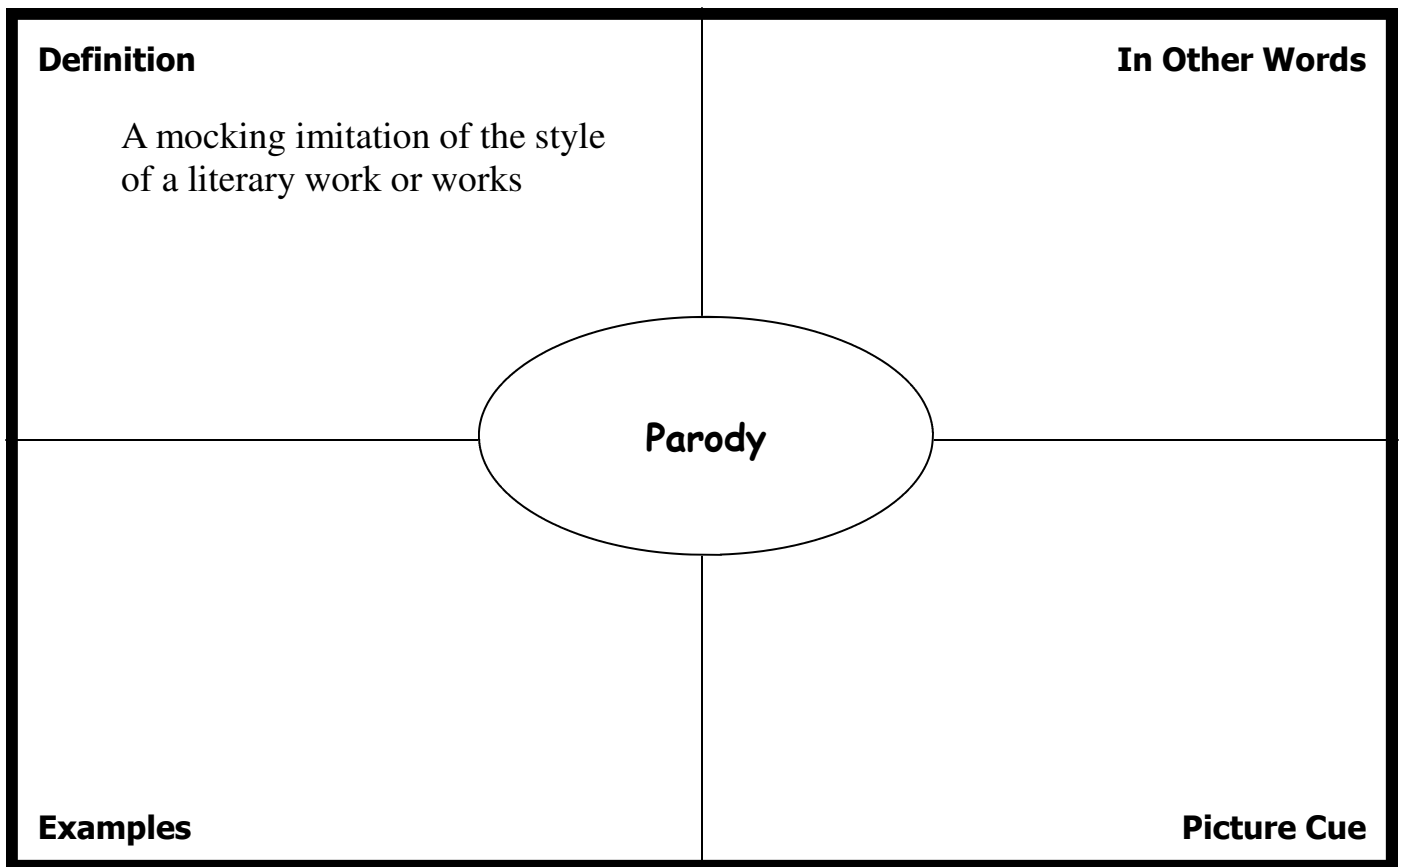 Definition
In Other Words
A mocking imitation of the style
of a literary work or works
Parody
Examples
Picture Cue